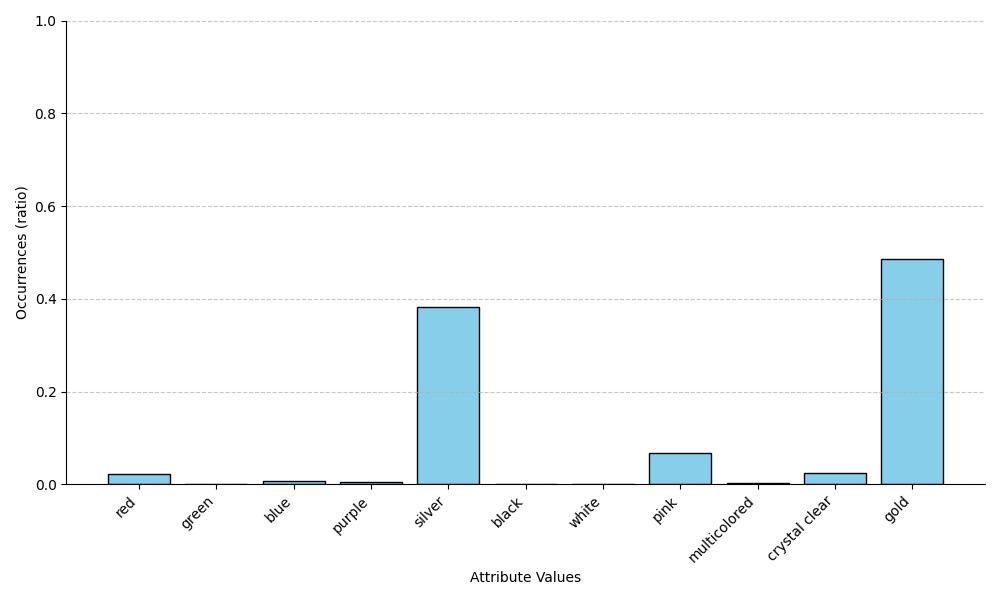 1.0
0.8
0.6
0.4
0.2
0.0
Occurrences (ratio)
red
green
blue
purple
silver
black
white
pink
multicolored
crystal clear
gold
Attribute Values